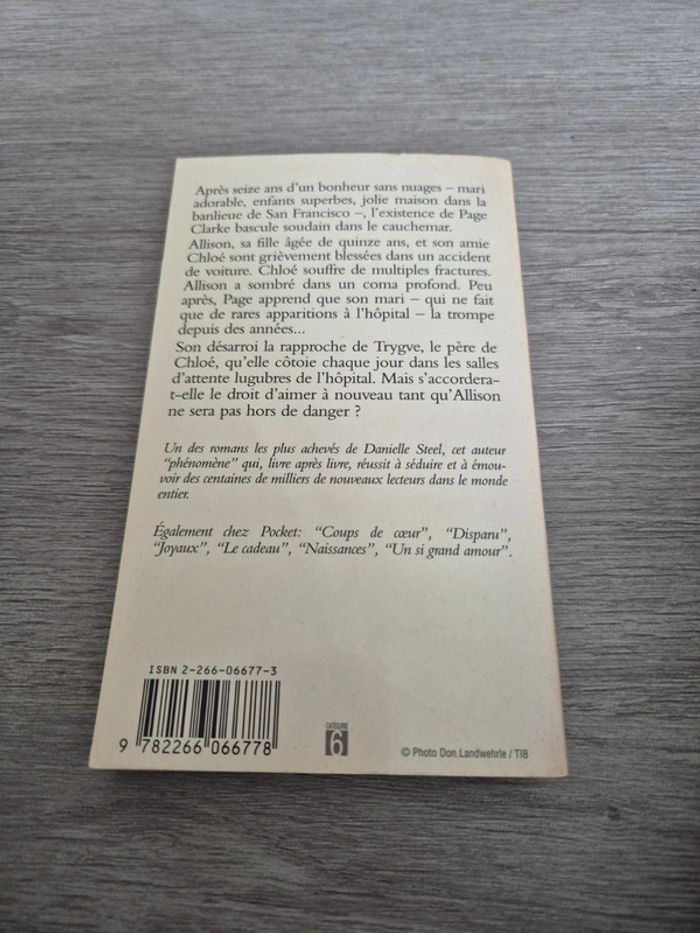 Après seize ans d'un bonheur sans nuages – mari
adorable, enfants superbes, jolie maison dans la
banlieue de San Francisco –, l'existence de Page
Clarke bascule soudain dans le cauchemar.
Allison, sa fille âgée de quinze ans, et son amie
Chloé sont grièvement blessées dans un accident
de voiture. Chloé souffre de multiples fractures.
Allison a sombré dans un coma profond. Peu
après, Page apprend que son mari – qui ne fait
que de rares apparitions à l'hôpital – la trompe
depuis des années...
Son désarroi la rapproche de Trygve, le père de
Chloé, qu'elle côtoie chaque jour dans les salles
d'attente lugubres de l'hôpital. Mais s'accordera-
t-elle le droit d'aimer à nouveau tant qu'Allison
ne sera pas hors de danger ?
Un des romans les plus achevés de Danielle Steel, cet auteur
"phénomène" qui, livre après livre, réussit à séduire et à émou-
voir des centaines de milliers de nouveaux lecteurs dans le monde
entier.
Également chez Pocket: "Coups de cœur", "Disparu",
"Joyaux", "Le cadeau", "Naissances", "Un si grand amour".
ISBN 2-266-06677-3
9 782266 066778
CATÉGORIE
6
© Photo Don Landwehrle / TIB